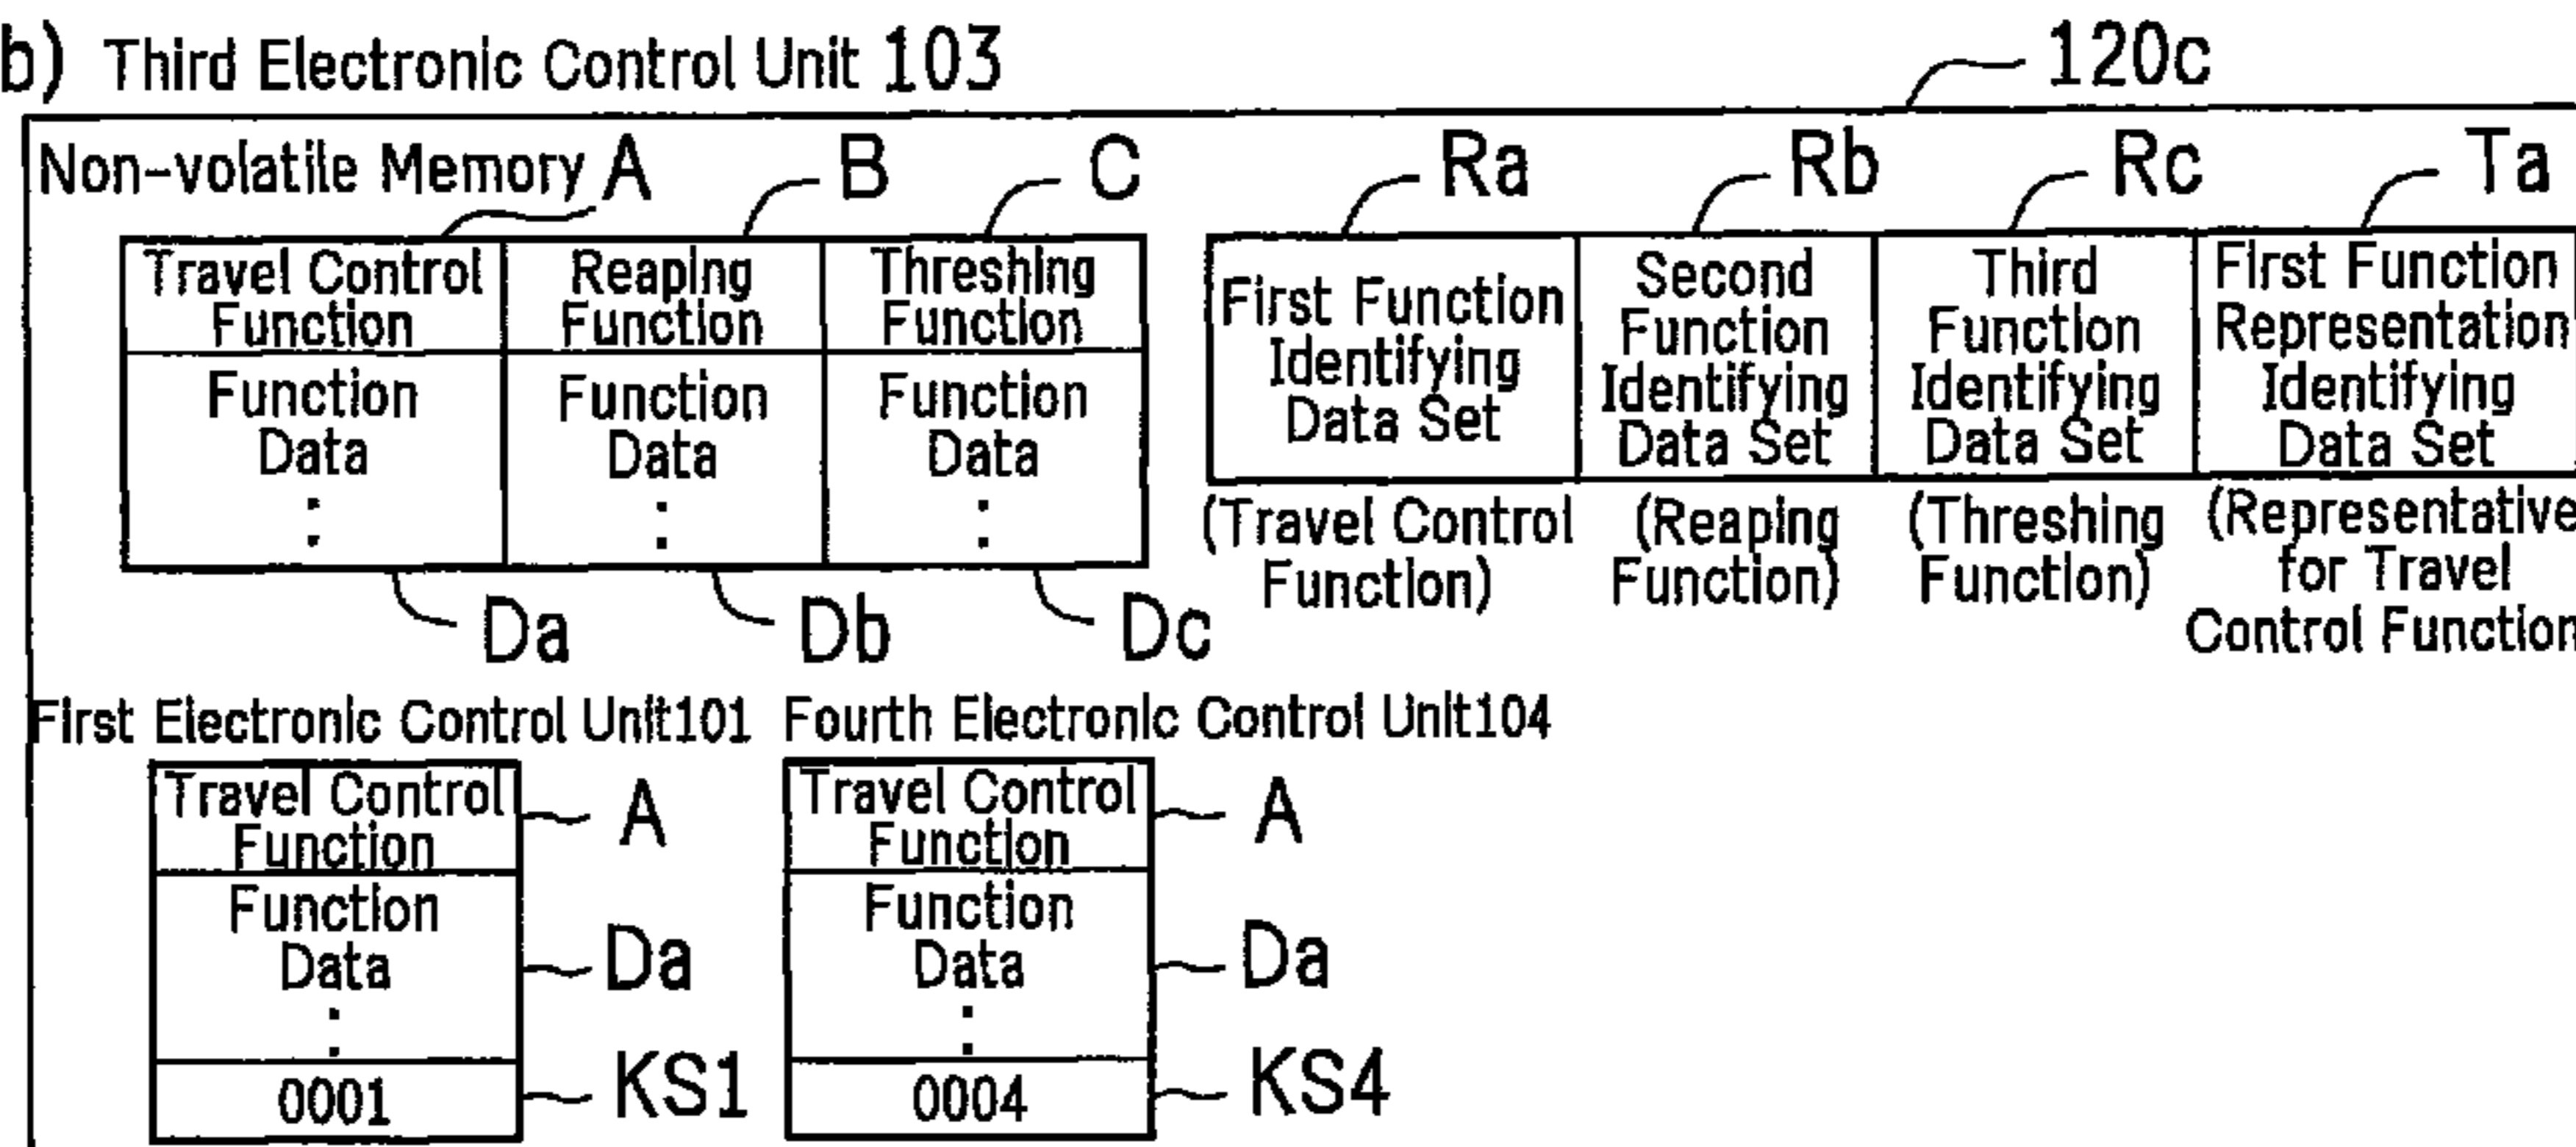 b) Third Electronic Control Unit 103
120c
Non-volatile Memory
A
B
C
Ra
Rb
Rc
Ta
Travel Control
Function
Reaping
Function
Threshing
Function
Function
Data
:
Function
Data
:
Function
Data
:
Da
Db
Dc
First Function
Identifying
Data Set
Second
Function
Identifying
Data Set
Third
Function
Identifying
Data Set
First Function
Representation
Identifying
Data Set
(Travel Control
Function)
(Reaping
Function)
(Threshing
Function)
(Representative
for Travel
Control Function
First Electronic Control Unit101
Travel Control
Function
A
Function
Data
:
Da
0001
KS1
Fourth Electronic Control Unit104
Travel Control
Function
A
Function
Data
:
Da
0004
KS4